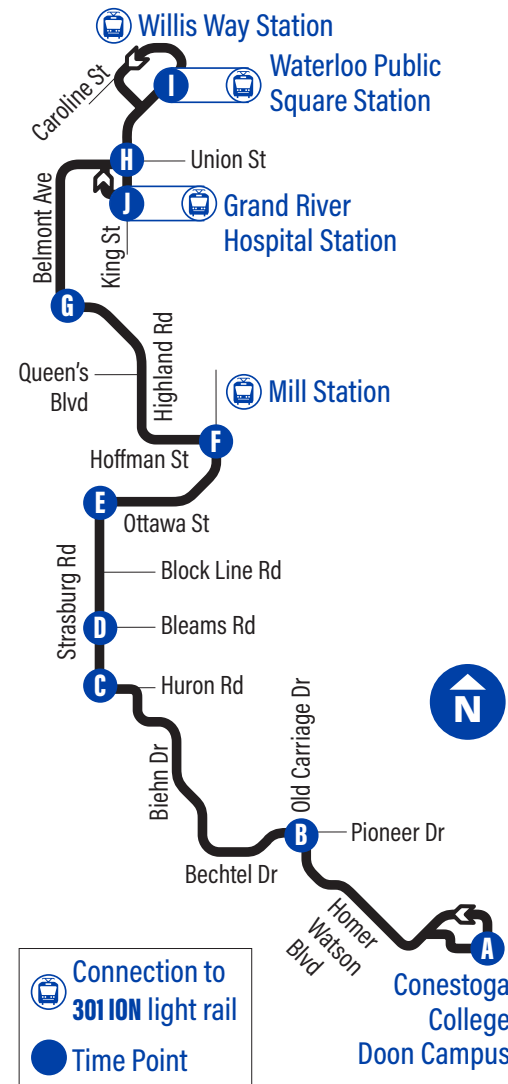 Willis Way Station
Waterloo Public
Square Station
Caroline St
I
H
Union St
J
Grand River
Hospital Station
King St
Belmont Ave
G
Highland Rd
Queen's
Blvd
Mill Station
F
Hoffman St
E
Ottawa St
Strasburg Rd
Block Line Rd
D
Bleams Rd
C
Huron Rd
N
Biehn Dr
Old Carriage Dr
B
Pioneer Dr
Bechtel Dr
Homer
Watson
Blvd
A
Conestoga
College
Doon Campus
Connection to
301 ION light rail
Time Point